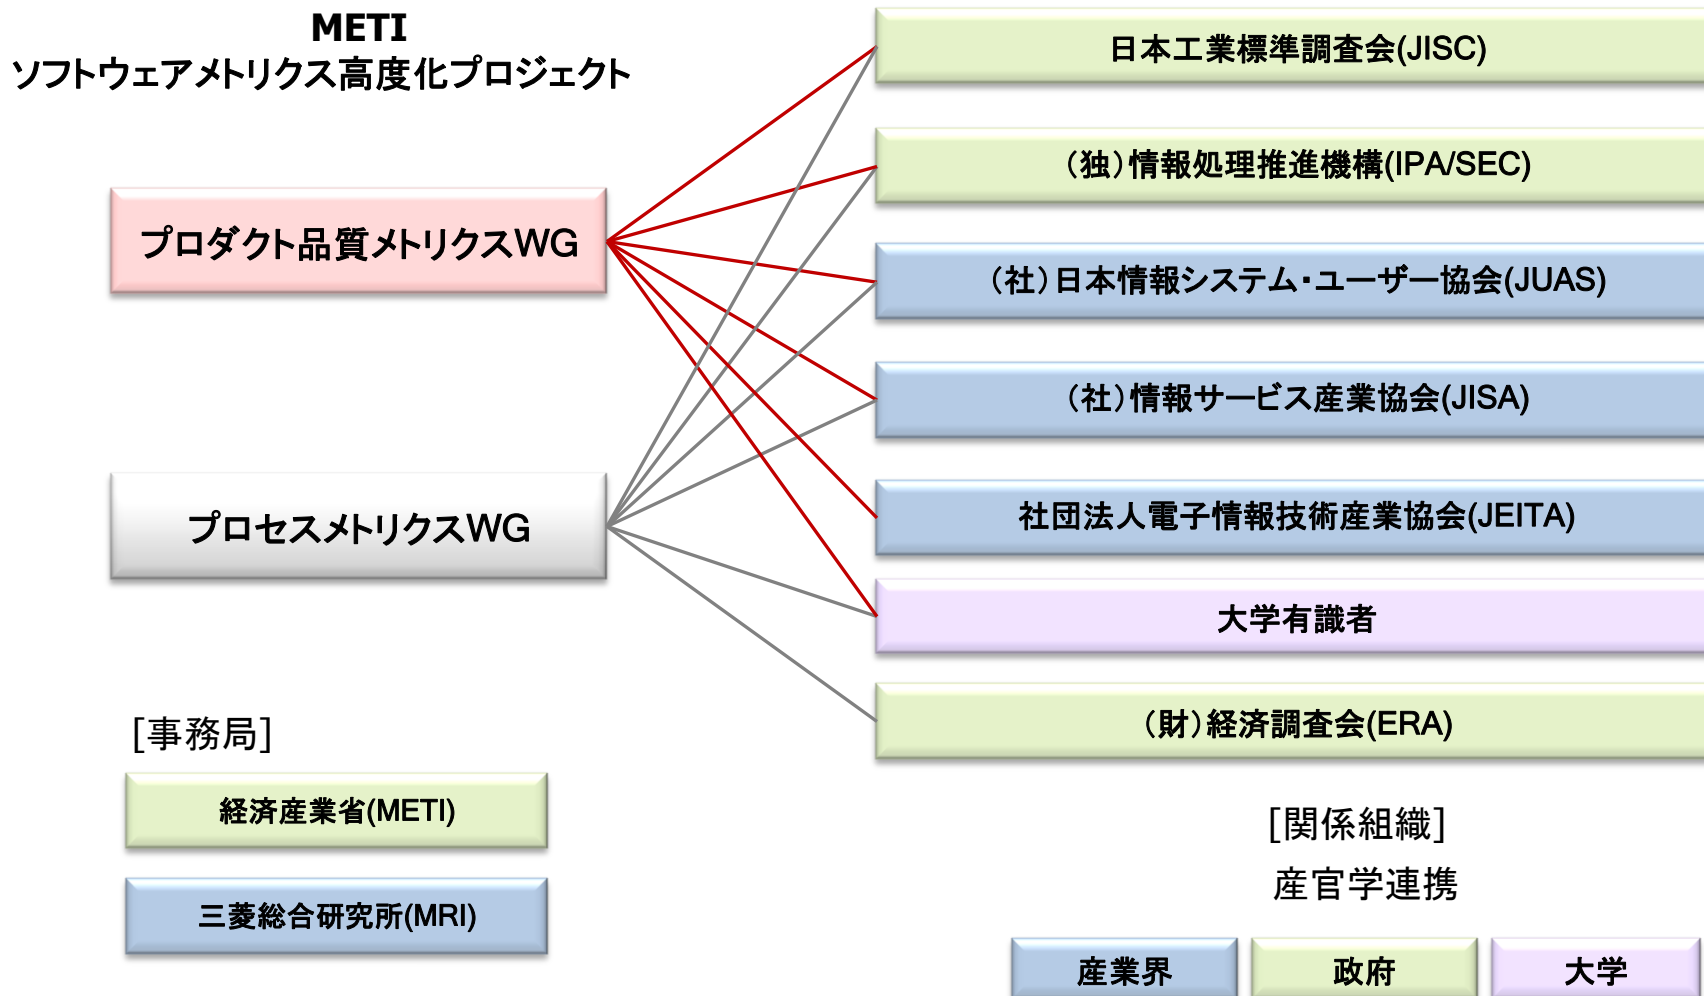 METI
ソフトウェアメトリクス高度化プロジェクト
プロダクト品質メトリクスWG
プロセスメトリクスWG
[事務局]
経済産業省(METI)
三菱総合研究所(MRI)
日本工業標準調査会(JISC)
（独）情報処理推進機構(IPA/SEC)
（社）日本情報システム・ユーザー協会(JUAS)
（社）情報サービス産業協会(JISA)
社団法人電子情報技術産業協会(JEITA)
大学有識者
（財）経済調査会(ERA)
[関係組織]
産官学連携
産業界
政府
大学